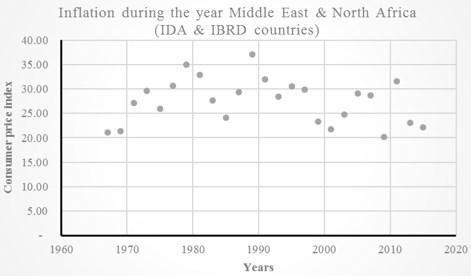 Inflation during the year Middle East & North Africa
(IDA & IBRD countries)
40.00
35.00
30.00
25.00
20.00
15.00
10.00
5.00
-
Consumer price index
1960 1970 1980 1990 2000 2010 2020
Years